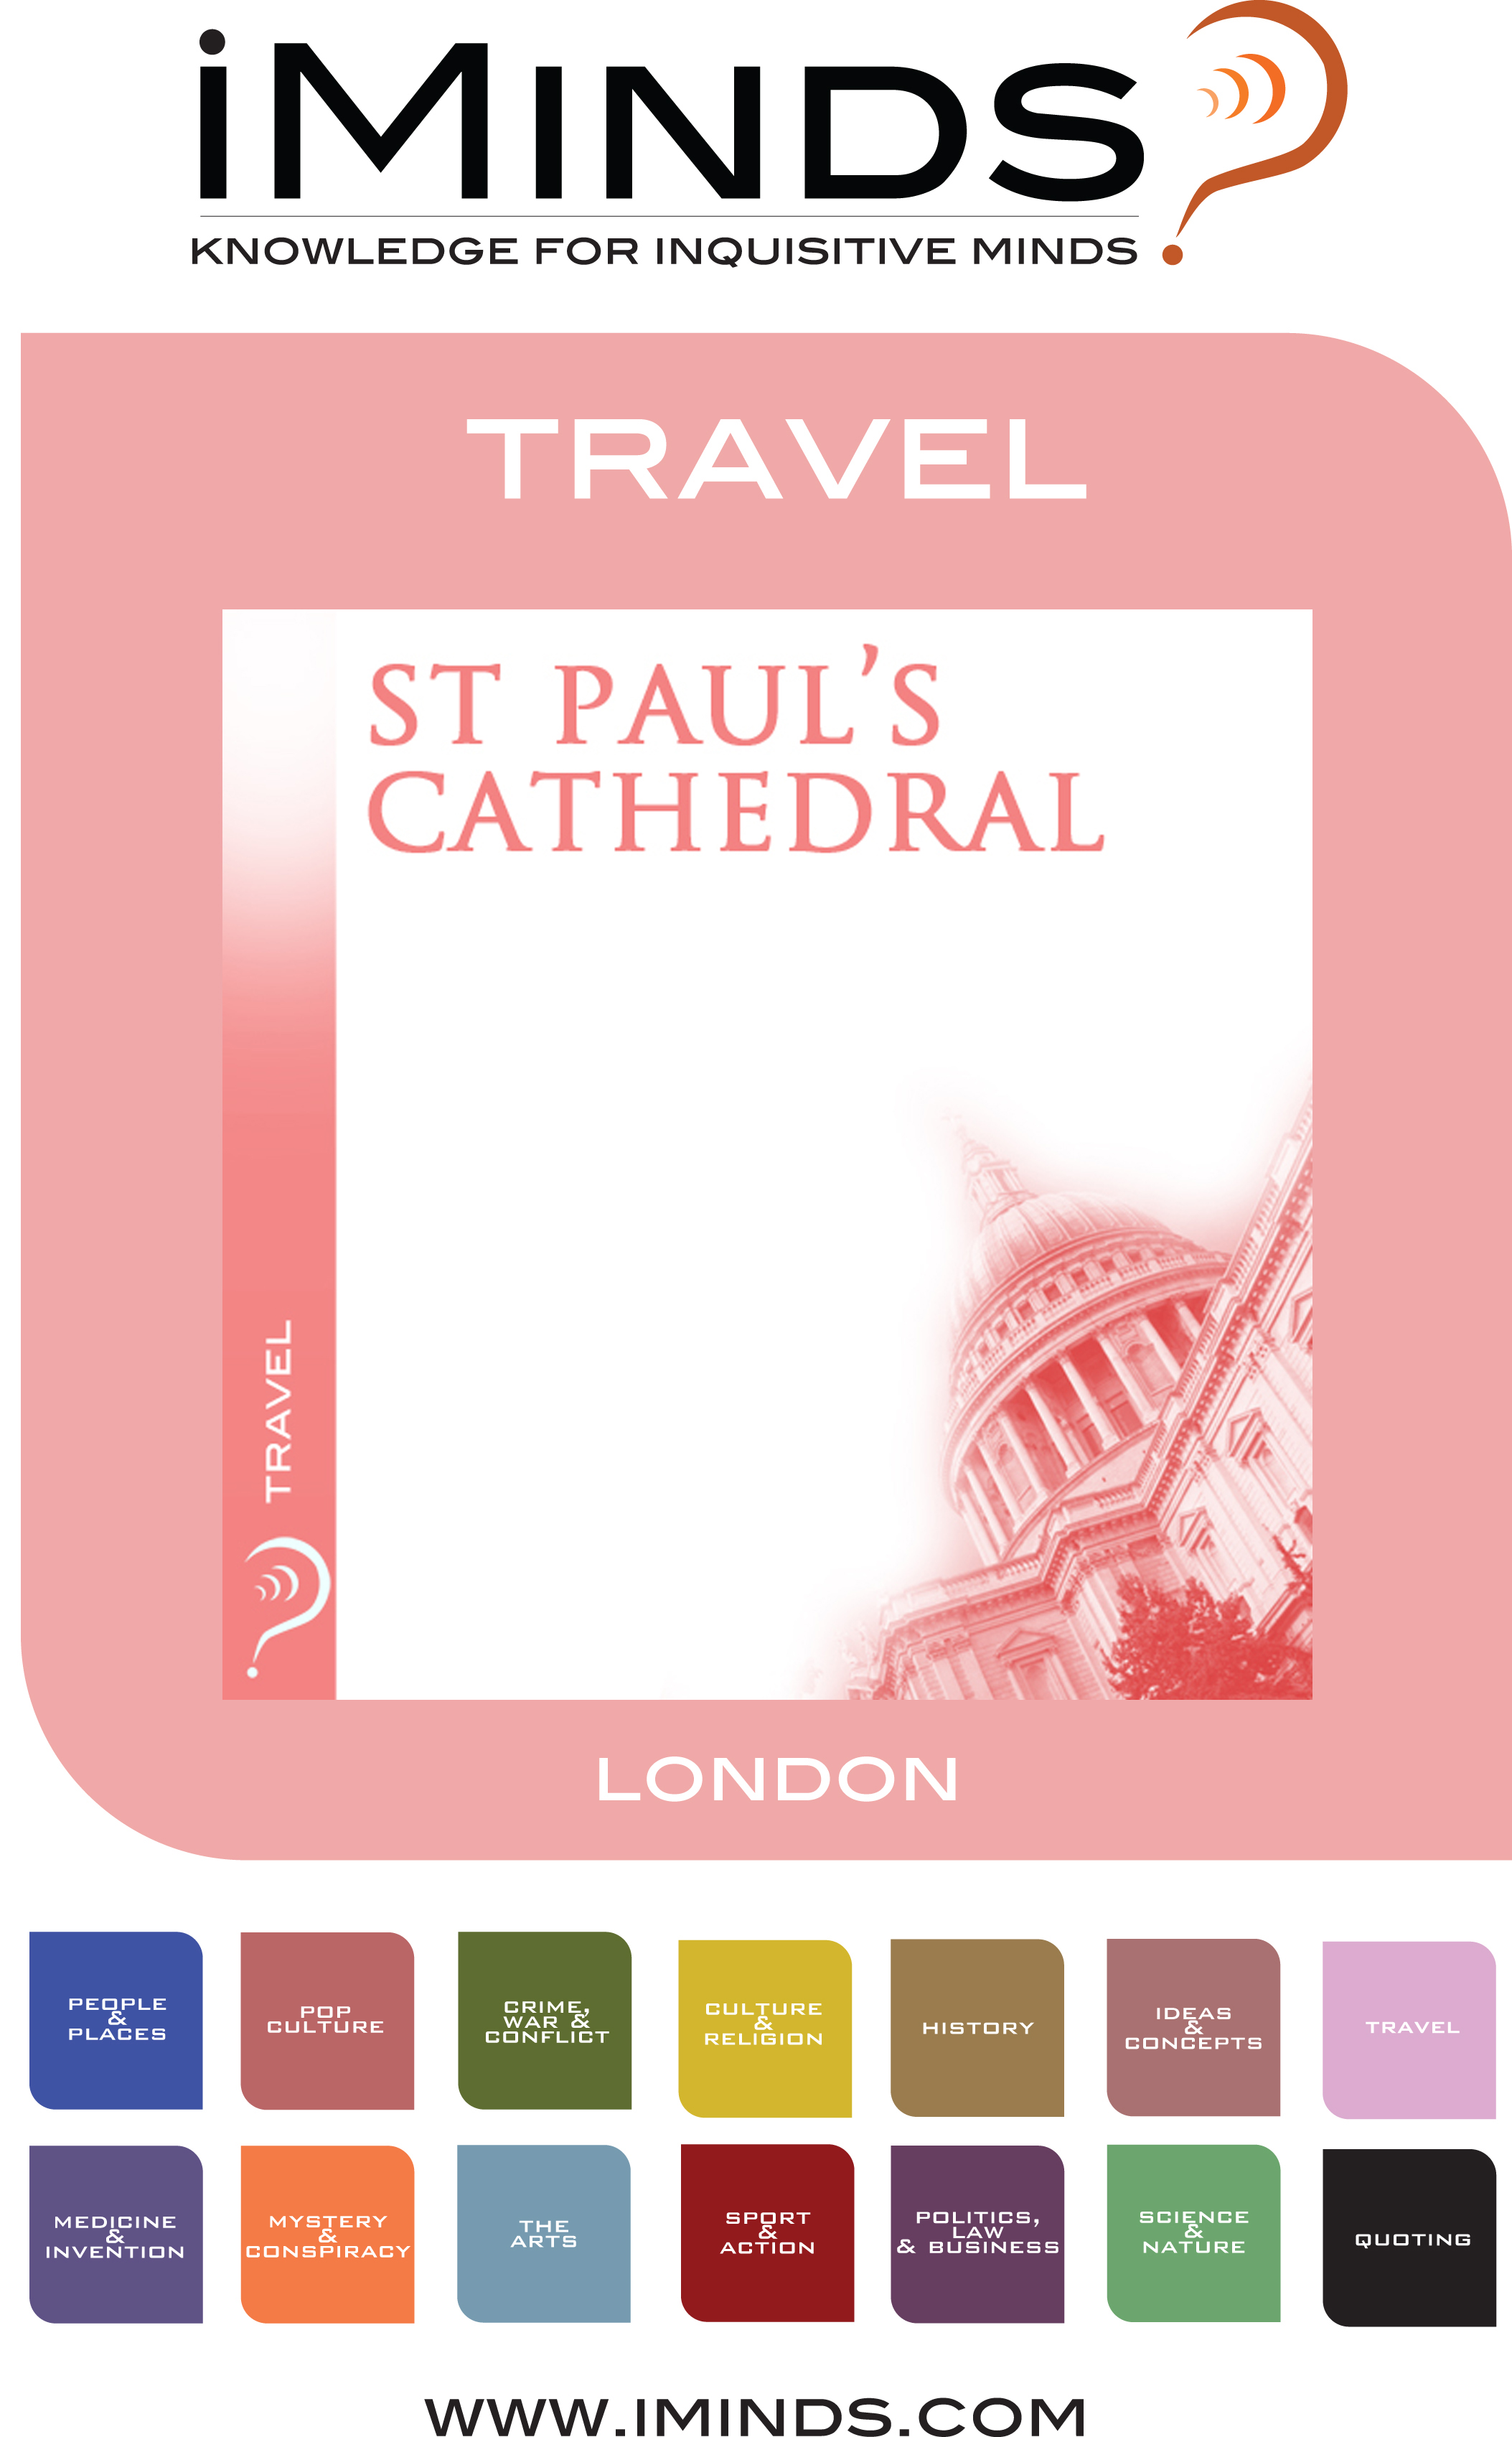 iMINDS
KNOWLEDGE FOR INQUISITIVE MINDS
TRAVEL
ST PAUL'S
CATHEDRAL
TRAVEL
LONDON
PEOPLE
&
PLACES
POP
CULTURE
CRIME,
WAR &
CONFLICT
CULTURE
&
RELIGION
HISTORY
IDEAS
&
CONCEPTS
TRAVEL
MEDICINE
&
INVENTION
MYSTERY
&
CONSPIRACY
THE
ARTS
SPORT
&
ACTION
POLITICS,
LAW
& BUSINESS
SCIENCE
&
NATURE
QUOTING
WWW.IMINDS.COM